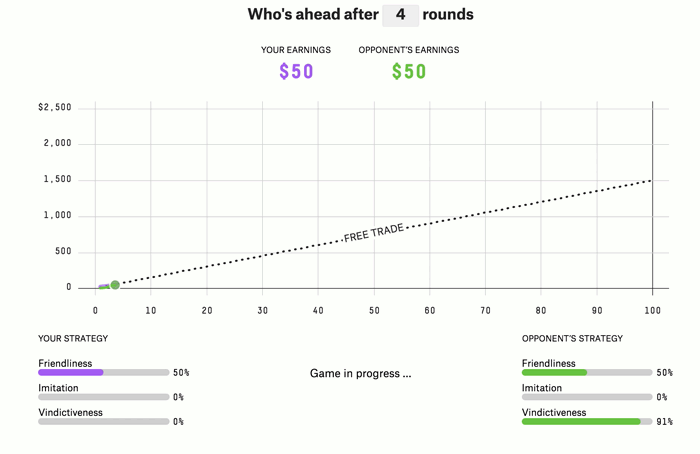 Who's ahead after 4 rounds
YOUR EARNINGS OPPONENT'S EARNINGS
$50 $50
$2,500
2,000
1,500
1,000
500
0
FREE TRADE
0 10 20 30 40 50 60 70 80 90 100
YOUR STRATEGY OPPONENT'S STRATEGY
Friendliness Friendliness
50% 50%
Game in progress ...
Imitation Imitation
0% 0%
Vindictiveness Vindictiveness
0% 91%